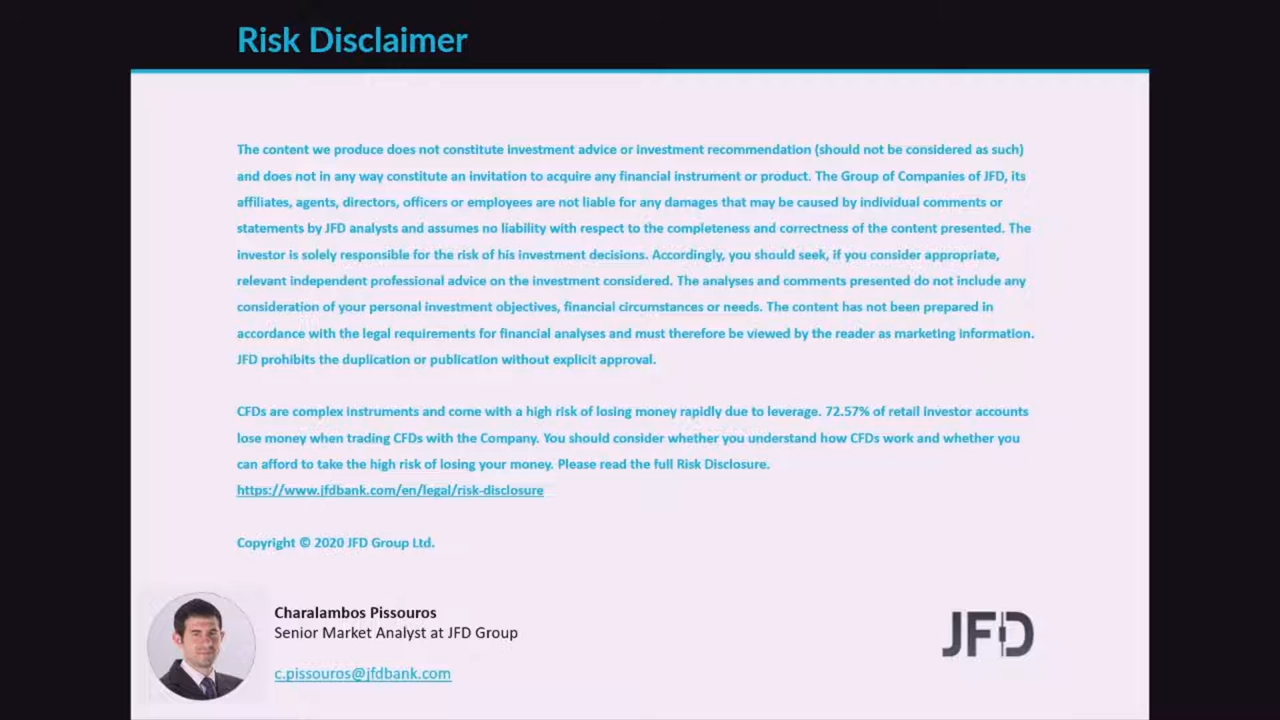 Risk Disclaimer
The content we produce does not constitute investment advice or investment recommendation (should not be considered as such)
and does not in any way constitute an invitation to acquire any financial instrument or product. The Group of Companies of JFD, its
affiliates, agents, directors, officers or employees are not liable for any damages that may be caused by individual comments or
statements by JFD analysts and assumes no liability with respect to the completeness and correctness of the content presented. The
investor is solely responsible for the risk of his investment decisions. Accordingly, you should seek, if you consider appropriate,
relevant independent professional advice on the investment considered. The analyses and comments presented do not include any
consideration of your personal investment objectives, financial circumstances or needs. The content has not been prepared in
accordance with the legal requirements for financial analyses and must therefore be viewed by the reader as marketing information.
JFD prohibits the duplication or publication without explicit approval.
CFDs are complex instruments and come with a high risk of losing money rapidly due to leverage. 72.57% of retail investor accounts
lose money when trading CFDs with the Company. You should consider whether you understand how CFDs work and whether you
can afford to take the high risk of losing your money. Please read the full Risk Disclosure.
https://www.jfdbank.com/en/legal/risk-disclosure
Copyright © 2020 JFD Group Ltd.
Charalambos Pissouros
Senior Market Analyst at JFD Group
c.pissouros@jfdbank.com
JFD